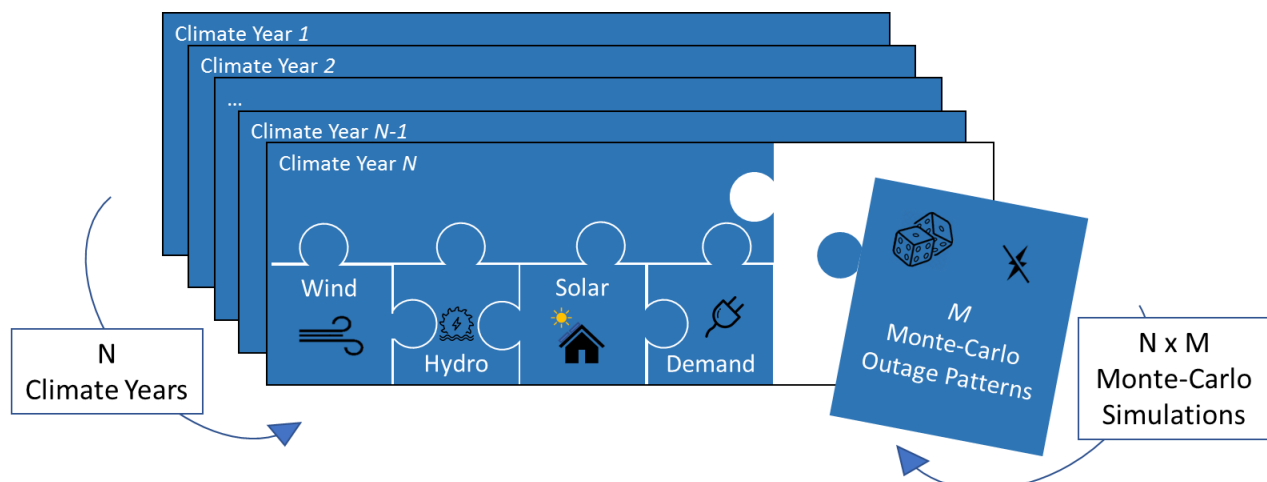 Climate Year 1
Climate Year 2
...
Climate Year N-1
Climate Year N
Wind
Hydro
Solar
Demand
M
Monte-Carlo
Outage Patterns
N
Climate Years
N x M
Monte-Carlo
Simulations